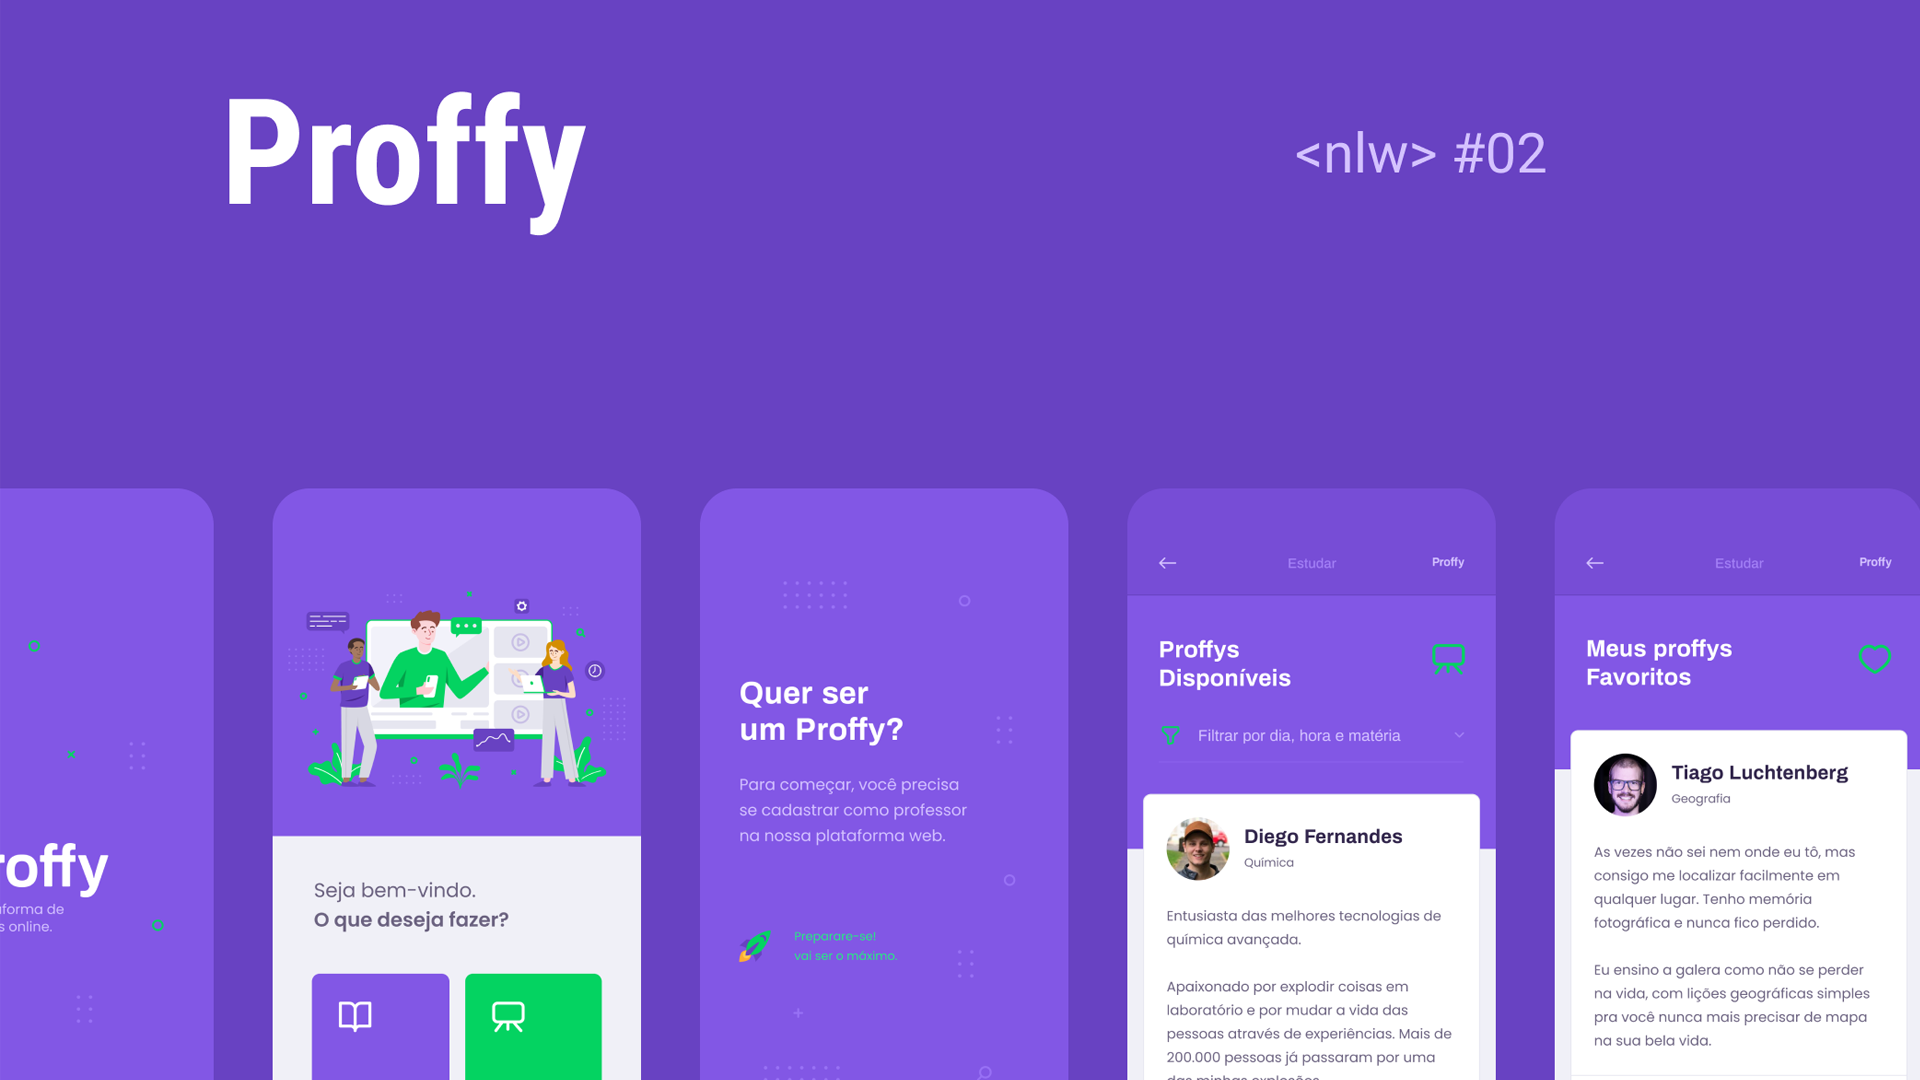 Proffy
<nlw> #02
roffy
aforma de
s online.
Seja bem-vindo.
O que deseja fazer?
Quer ser
um Proffy?
Para começar, você precisa
se cadastrar como professor
na nossa plataforma web.
Preparare-se!
vai ser o máximo.
Estudar
Proffy
Proffys
Disponíveis
Filtrar por dia, hora e matéria
Diego Fernandes
Química
Entusiasta das melhores tecnologias de
química avançada.
Apaixonado por explodir coisas em
laboratório e por mudar a vida das
pessoas através de experiências. Mais de
200.000 pessoas já passaram por uma
das minhas explosões.
Estudar
Proffy
Meus proffys
Favoritos
Tiago Luchtenberg
Geografia
As vezes não sei nem onde eu tô, mas
consigo me localizar facilmente em
qualquer lugar. Tenho memória
fotográfica e nunca fico perdido.
Eu ensino a galera como não se perder
na vida, com lições geográficas simples
pra você nunca mais precisar de mapa
na sua bela vida.